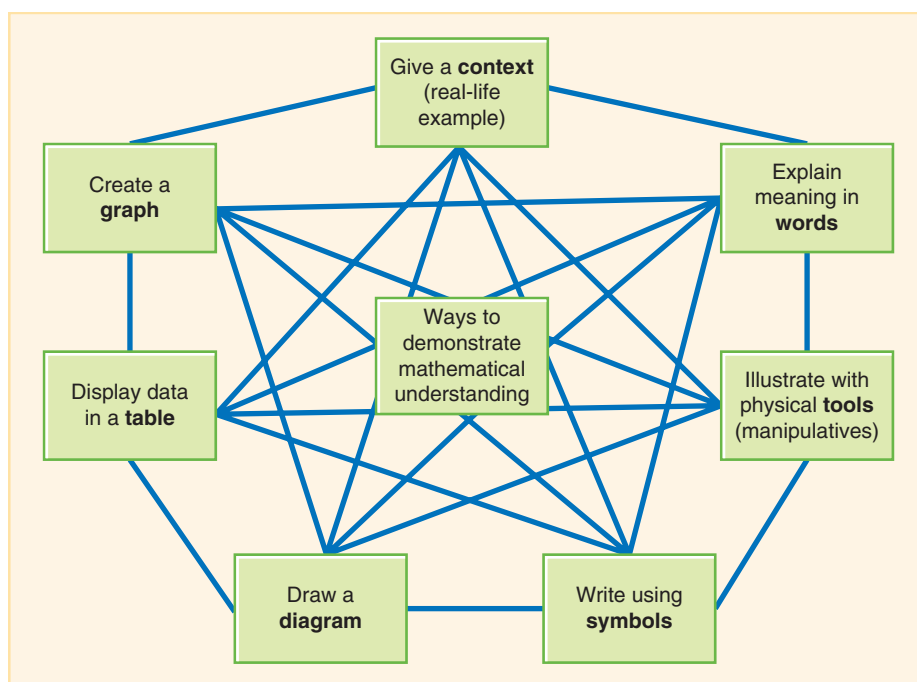 Give a context
(real-life
example)
Create a
graph
Explain
meaning in
words
Ways to
demonstrate
mathematical
understanding
Display data
in a table
Illustrate with
physical tools
(manipulatives)
Draw a
diagram
Write using
symbols